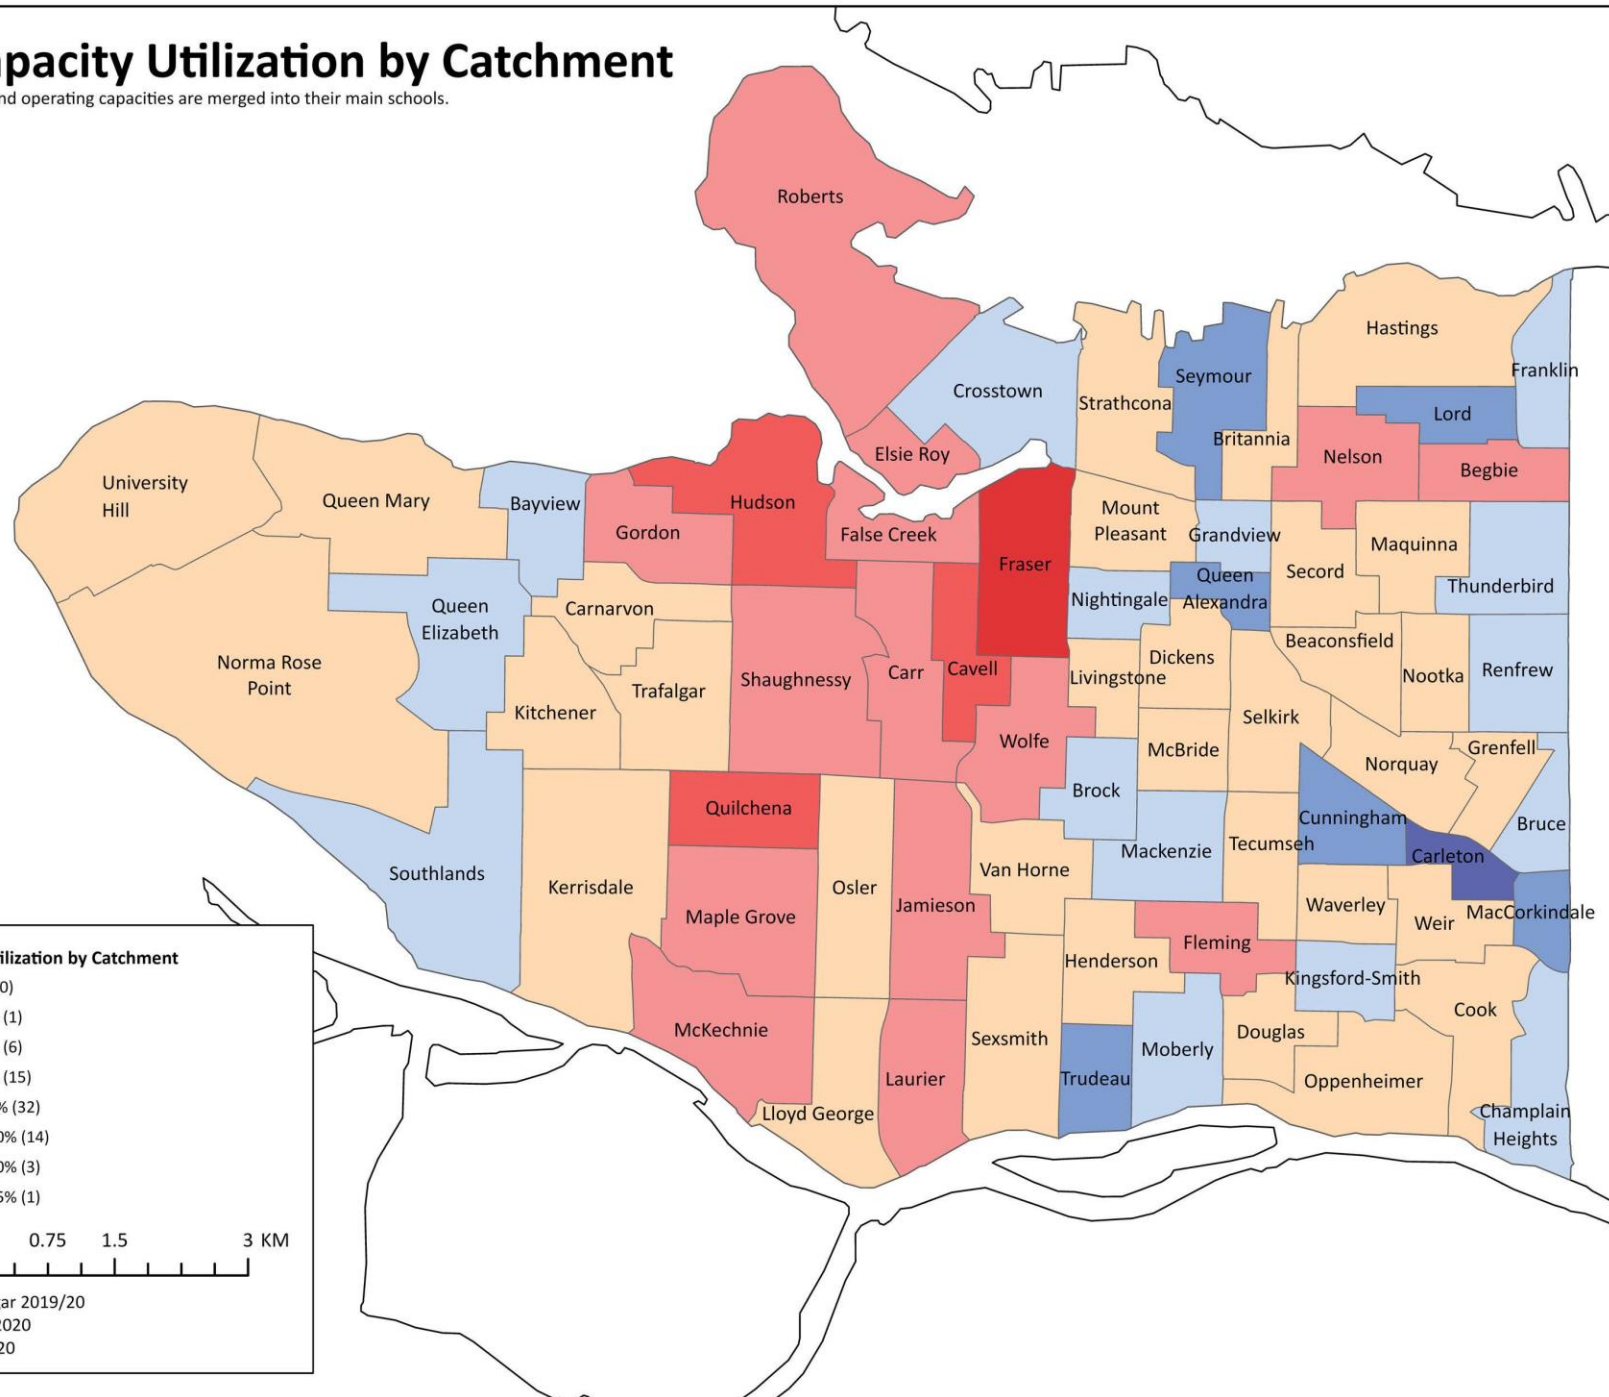 apacity Utilization by Catchment
nd operating capacities are merged into their main schools.
Roberts
Hastings
Franklin
Seymour
Crosstown
Strathcona
Lord
Britannia
Elsie Roy
Nelson
Begbie
University
Hill
Queen Mary
Bayview
Hudson
Gordon
False Creek
Mount
Pleasant
Grandview
Maquinna
Fraser
Secord
Queen
Alexandra
Thunderbird
Nightingale
Queen
Elizabeth
Carnarvon
Beaconsfield
Norma Rose
Point
Dickens
Cavell
Carr
Renfrew
Nootka
Livingstone
Shaughnessy
Trafalgar
Kitchener
Selkirk
Wolfe
McBride
Grenfell
Norquay
Brock
Quilchena
Cunningham
Bruce
Tecumseh
Mackenzie
Carleton
Southlands
Van Horne
Kerrisdale
Osler
Jamieson
Waverley
MacCorkindale
Weir
Maple Grove
Fleming
Henderson
Kingsford-Smith
Cook
McKechnie
Douglas
Sexsmith
Moberly
Laurier
Trudeau
Oppenheimer
Lloyd George
Champlain
Heights
ilization by Catchment
0)
(1)
(6)
(15)
% (32)
0% (14)
0% (3)
5% (1)
0.75 1.5 3 KM
gar 2019/20
2020
20